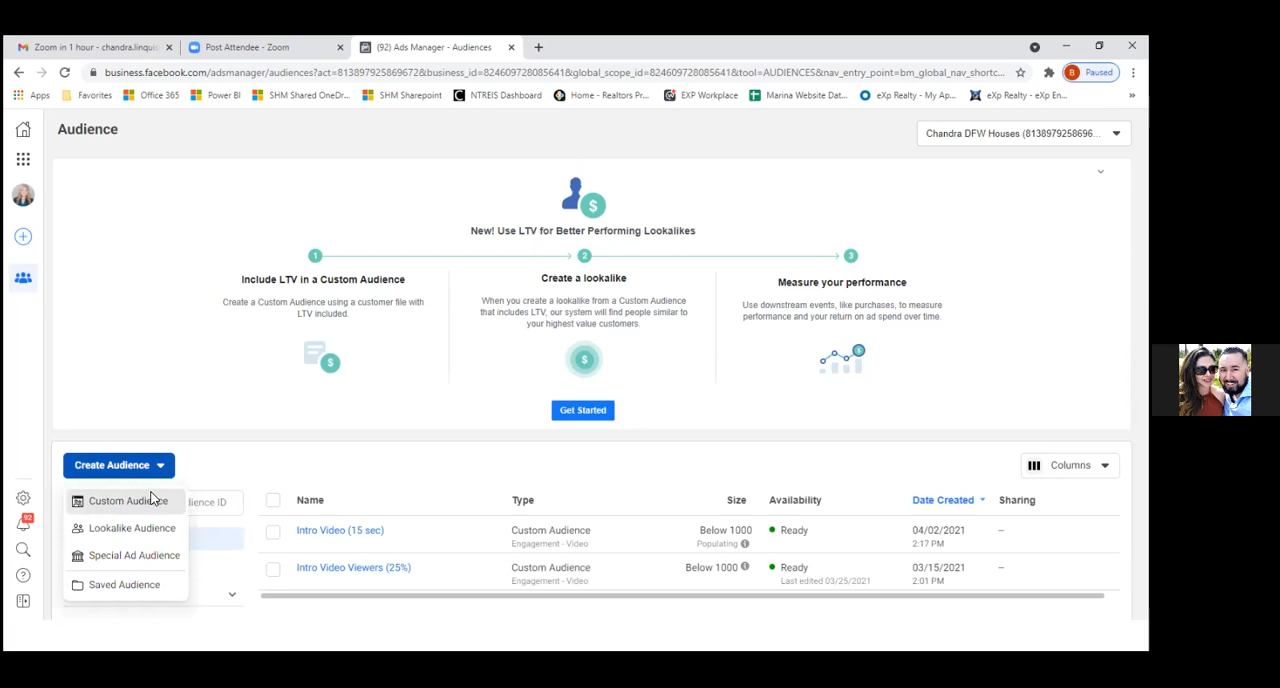 Zoom in 1 hour - chandra.linquis
Post Attendee - Zoom
(92) Ads Manager - Audiences
business.facebook.com/adsmanager/audiences?act=813897925869672&business_id=824609728085641&global_scope_id=824609728085641&tool=AUDIENCES&nav_entry_point=bm_global_nav_shortc...
B Paused
Apps
Favorites
Office 365
Power BI
SHM Shared OneDr...
SHM Sharepoint
NTREIS Dashboard
Home - Realtors Pr...
EXP Workplace
Marina Website Dat...
eXp Realty - My Ap...
eXp Realty - eXp En...
»
Audience
Chandra DFW Houses (8138979258696...
$
New! Use LTV for Better Performing Lookalikes
1
2
3
Include LTV in a Custom Audience
Create a Custom Audience using a customer file with
LTV included.
$
Create a lookalike
When you create a lookalike from a Custom Audience
that includes LTV, our system will find people similar to
your highest value customers.
$
Measure your performance
Use downstream events, like purchases, to measure
performance and your return on ad spend over time.
$
Get Started
Create Audience
Columns
Custom Audience
Lookalike Audience
Special Ad Audience
Saved Audience
dience ID
92
Name Type Size Availability Date Created Sharing
Intro Video (15 sec) Custom Audience Below 1000 Ready 04/02/2021 –
Engagement - Video Populating 2:17 PM
Intro Video Viewers (25%) Custom Audience Below 1000 Ready 03/15/2021 –
Engagement - Video Last edited 03/25/2021 2:01 PM